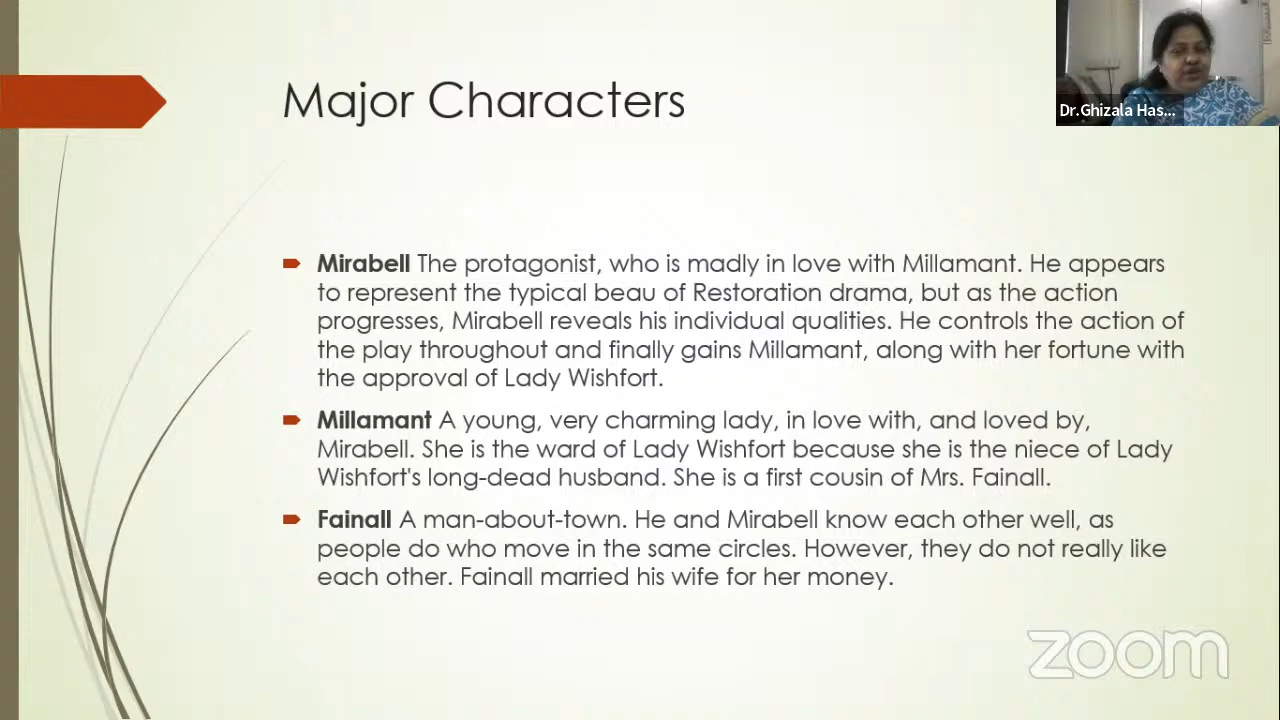 Major Characters
Dr.Ghizala Has...
Mirabell The protagonist, who is madly in love with Millamant. He appears
to represent the typical beau of Restoration drama, but as the action
progresses, Mirabell reveals his individual qualities. He controls the action of
the play throughout and finally gains Millamant, along with her fortune with
the approval of Lady Wishfort.
Millamant A young, very charming lady, in love with, and loved by,
Mirabell. She is the ward of Lady Wishfort because she is the niece of Lady
Wishfort's long-dead husband. She is a first cousin of Mrs. Fainall.
Fainall A man-about-town. He and Mirabell know each other well, as
people do who move in the same circles. However, they do not really like
each other. Fainall married his wife for her money.
zoom